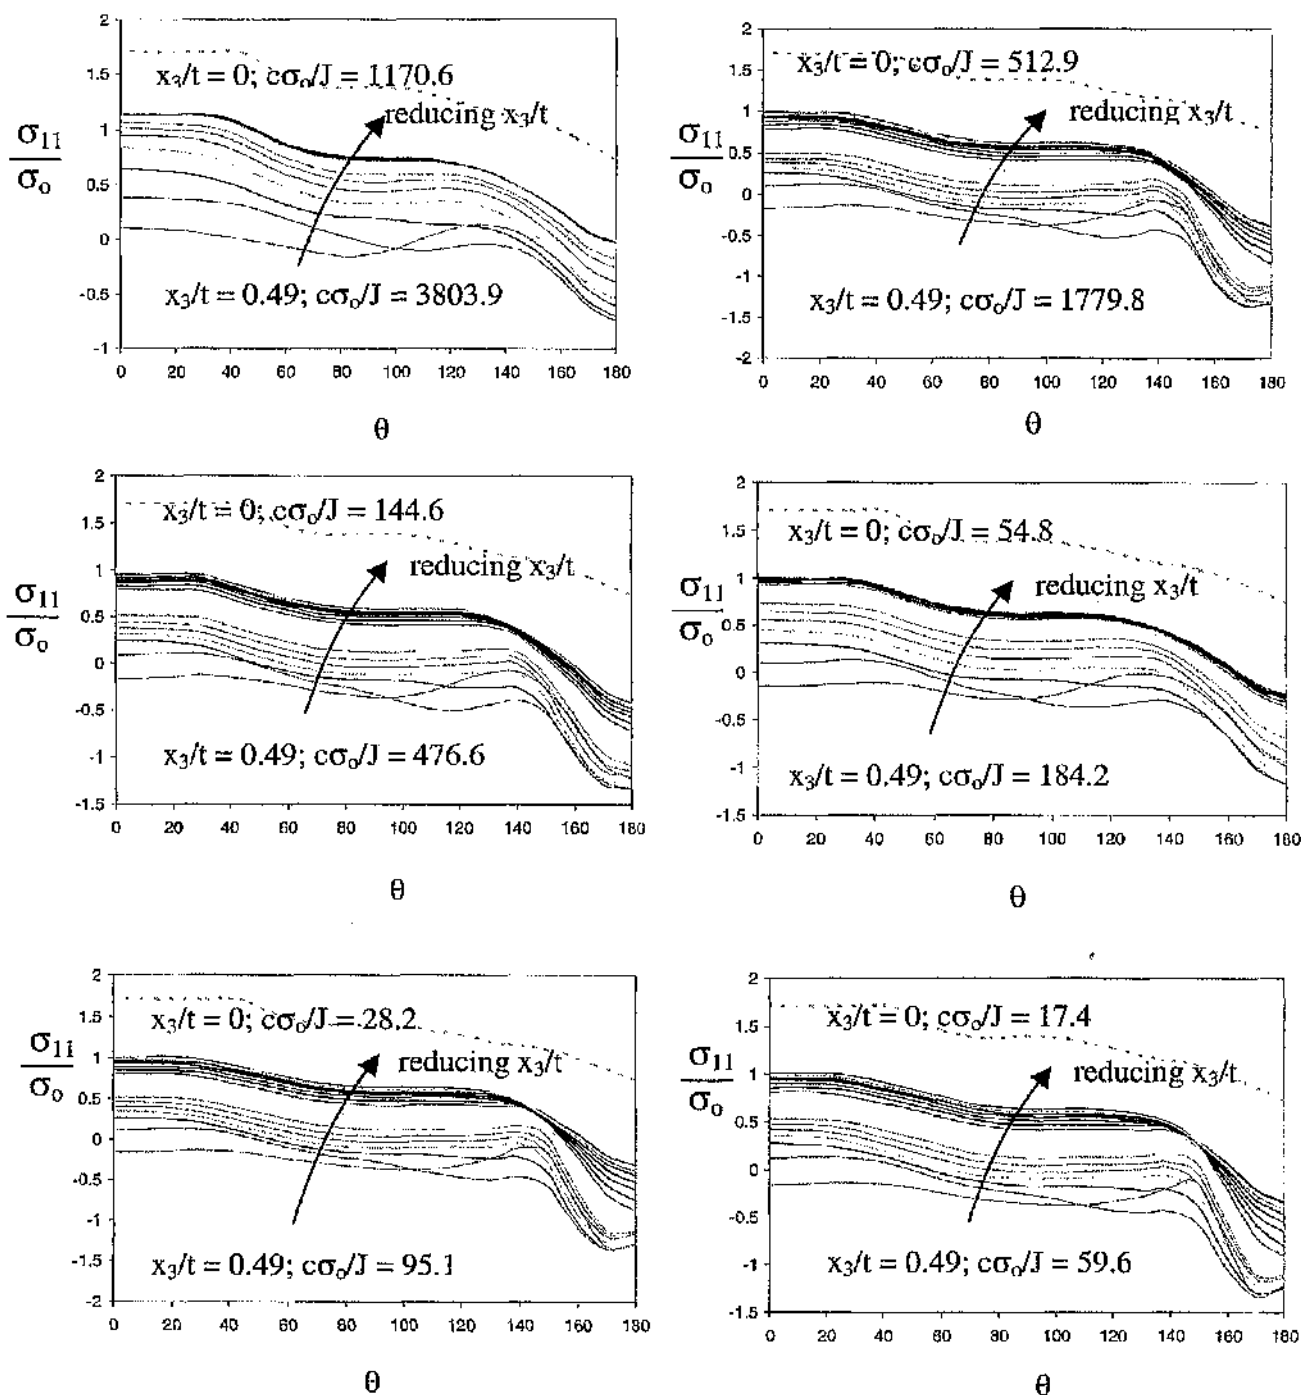 2
1.5
x₃/t = 0; cσₒ/J = 1170.6
reducing x₃/t
σ₁₁
1
σₒ
0.5
0
x₃/t = 0.49; cσₒ/J = 3803.9
-0.5
-1
0 20 40 60 80 100 120 140 160 180
θ
2
1.5
x₃/t = 0; cσₒ/J = 512.9
reducing x₃/t
1
σ₁₁
0.5
σₒ
0
-0.5
-1
x₃/t = 0.49; cσₒ/J = 1779.8
-1.5
-2
0 20 40 60 80 100 120 140 160 180
θ
2
1.5
x₃/t = 0; cσₒ/J = 144.6
reducing x₃/t
1
σ₁₁
0.5
σₒ
0
-0.5
x₃/t = 0.49; cσₒ/J = 476.6
-1
-1.5
0 20 40 60 80 100 120 140 160 180
θ
2
1.5
x₃/t = 0; cσₒ/J = 54.8
reducing x₃/t
1
σ₁₁
0.5
σₒ
0
-0.5
-1
x₃/t = 0.49; cσₒ/J = 184.2
-1.5
0 20 40 60 80 100 120 140 160 180
θ
2
1.5
x₃/t = 0; cσₒ/J = 28.2
reducing x₃/t
σ₁₁
1
σₒ
0.5
0
-0.5
-1
x₃/t = 0.49; cσₒ/J = 95.1
-1.5
-2
0 20 40 60 80 100 120 140 160 180
θ
2
1.5
x₃/t = 0; cσₒ/J = 17.4
reducing x₃/t
σ₁₁
1
σₒ
0.5
0
-0.5
x₃/t = 0.49; cσₒ/J = 59.6
-1
-1.5
0 20 40 60 80 100 120 140 160 180
θ